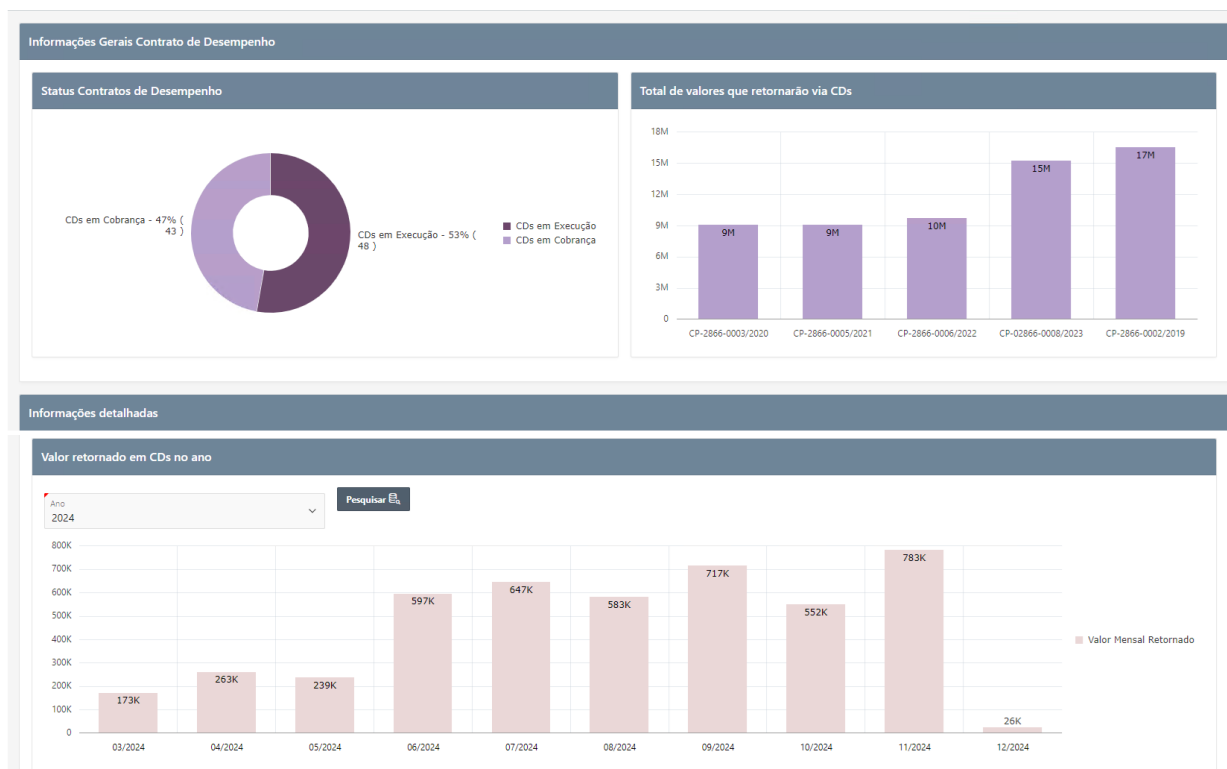 Informações Gerais Contrato de Desempenho
Status Contratos de Desempenho
CDs em Cobrança - 47% (
43 )
CDs em Execução - 53% (
48 )
CDs em Execução
CDs em Cobrança
Total de valores que retornarão via CDs
18M
15M
12M
9M
6M
3M
0
9M
9M
10M
15M
17M
CP-2866-0003/2020
CP-2866-0005/2021
CP-2866-0006/2022
CP-02866-0008/2023
CP-2866-0002/2019
Informações detalhadas
Valor retornado em CDs no ano
Ano
2024
Pesquisar
800K
700K
600K
500K
400K
300K
200K
100K
0
173K
263K
239K
597K
647K
583K
717K
552K
783K
26K
03/2024
04/2024
05/2024
06/2024
07/2024
08/2024
09/2024
10/2024
11/2024
12/2024
Valor Mensal Retornado